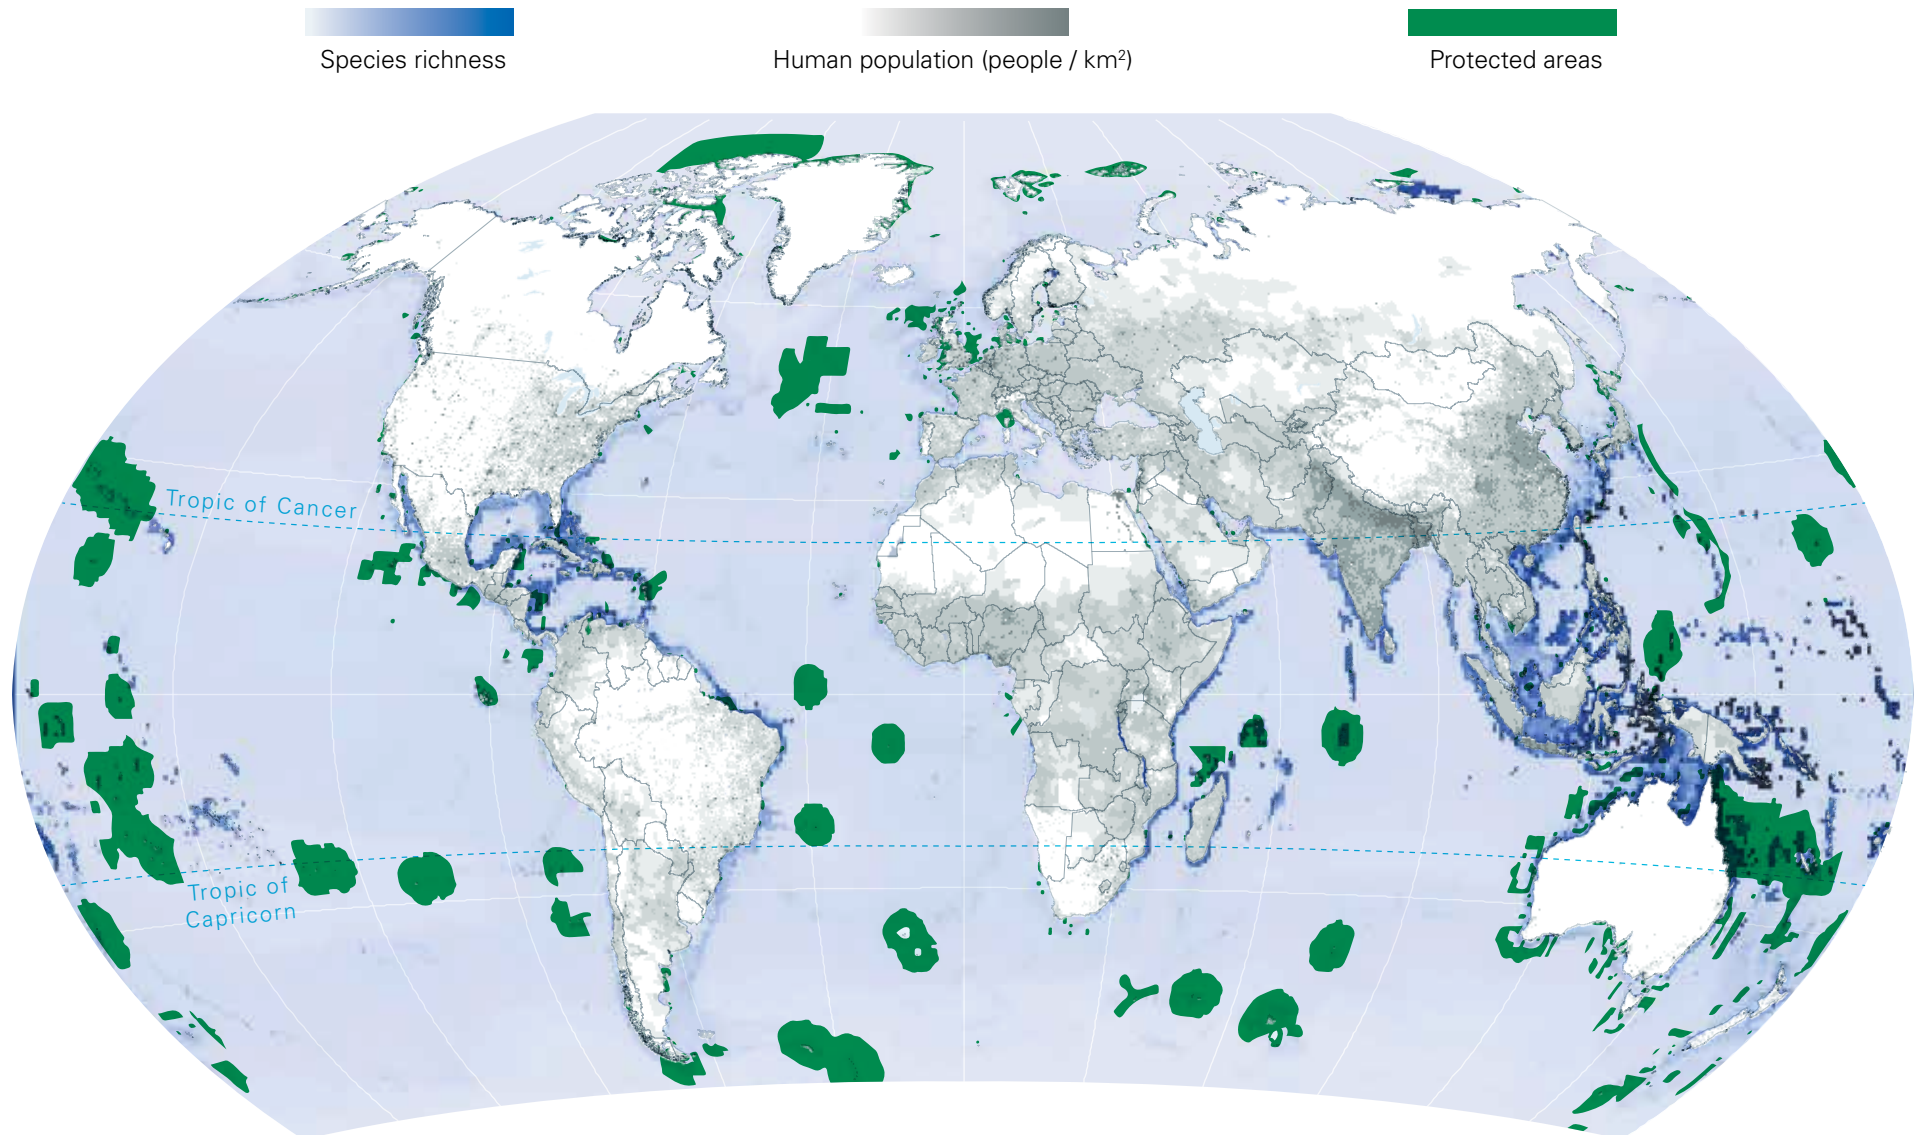 Species richness
Human population (people / km²)
Protected areas
Tropic of Cancer
Tropic of
Capricorn